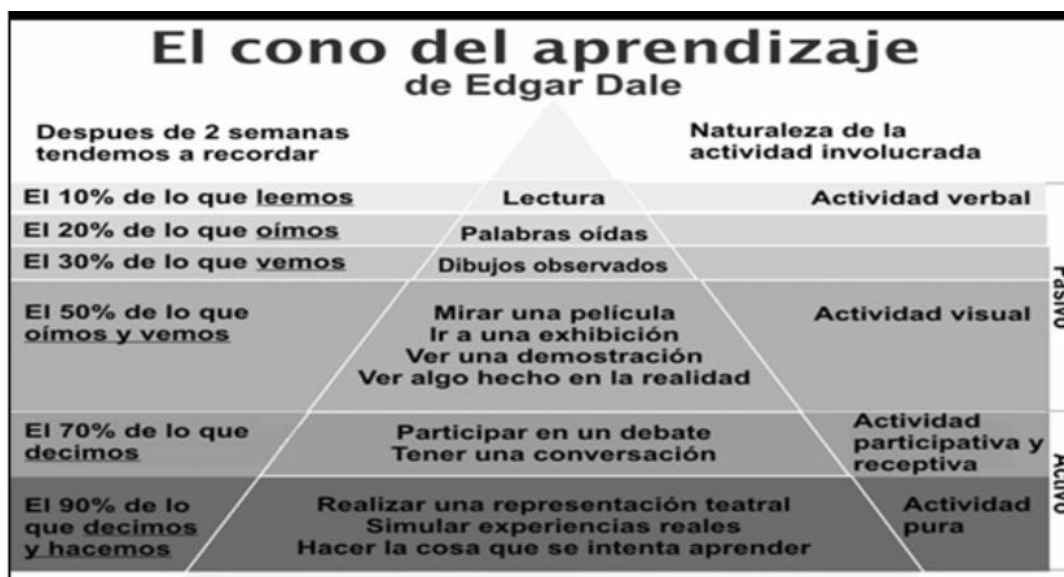 El cono del aprendizaje
de Edgar Dale
Despues de 2 semanas
tendemos a recordar
Naturaleza de la
actividad involucrada
El 10% de lo que leemos
Lectura
Actividad verbal
El 20% de lo que oímos
Palabras oídas
El 30% de lo que vemos
Dibujos observados
El 50% de lo que
oímos y vemos
Mirar una película
Ir a una exhibición
Ver una demostración
Ver algo hecho en la realidad
Actividad visual
Pasivo
El 70% de lo que
decimos
Participar en un debate
Tener una conversación
Actividad
participativa y
receptiva
El 90% de lo
que decimos
y hacemos
Realizar una representación teatral
Simular experiencias reales
Hacer la cosa que se intenta aprender
Actividad
pura
Activo